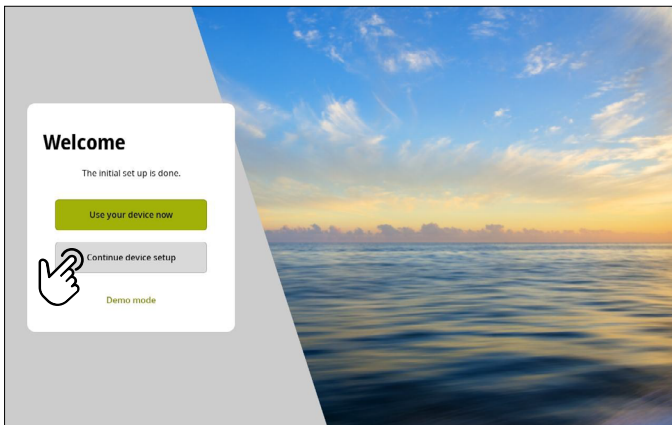 Welcome
The initial set up is done.
Use your device now
Continue device setup
Demo mode